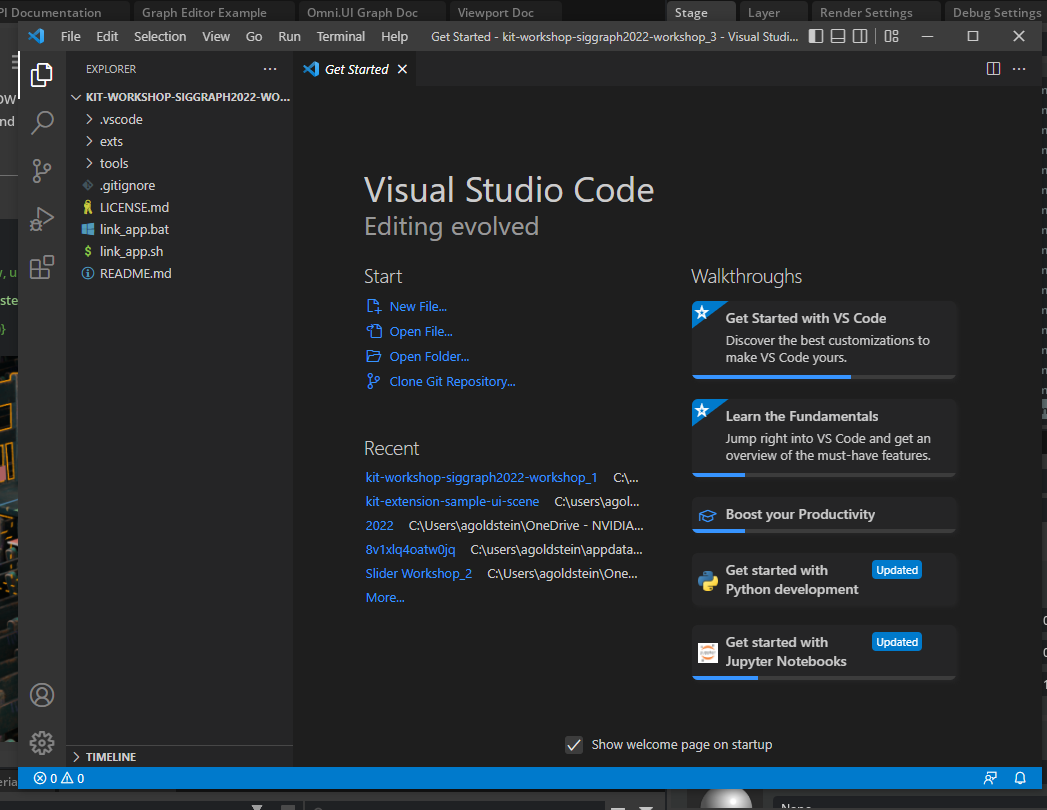 PI Documentation
Graph Editor Example
Omni.UI Graph Doc
Viewport Doc
Stage
Layer
Render Settings
Debug Settings
File Edit Selection View Go Run Terminal Help
Get Started - kit-workshop-siggraph2022-workshop_3 - Visual Studi...
EXPLORER
Get Started
KIT-WORKSHOP-SIGGRAPH2022-WO...
.vscode
exts
tools
.gitignore
LICENSE.md
link_app.bat
$ link_app.sh
README.md
Visual Studio Code
Editing evolved
Start
New File...
Open File...
Open Folder...
Clone Git Repository...
Recent
kit-workshop-siggraph2022-workshop_1 C:\...
kit-extension-sample-ui-scene C:\users\agol...
2022 C:\Users\agoldstein\OneDrive - NVIDIA...
8v1xlq4oatw0jq C:\users\agoldstein\appdata...
Slider Workshop_2 C:\Users\agoldstein\One...
More...
Walkthroughs
Get Started with VS Code
Discover the best customizations to
make VS Code yours.
Learn the Fundamentals
Jump right into VS Code and get an
overview of the must-have features.
Boost your Productivity
Get started with
Python development
Updated
Get started with
Jupyter Notebooks
Updated
Show welcome page on startup
TIMELINE
0 0
None